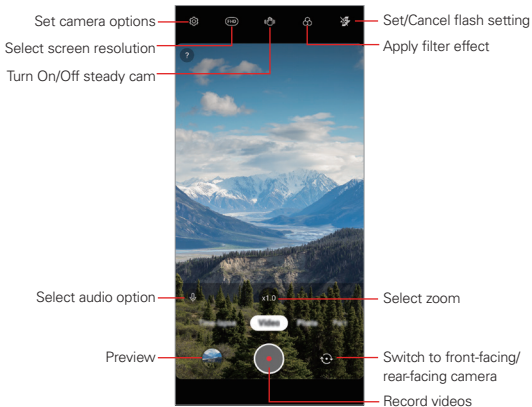 Set camera options
Select screen resolution
Turn On/Off steady cam
Set/Cancel flash setting
Apply filter effect
FHD
?
Select audio option
x1.0
Select zoom
Video
Preview
Switch to front-facing/
rear-facing camera
Record videos